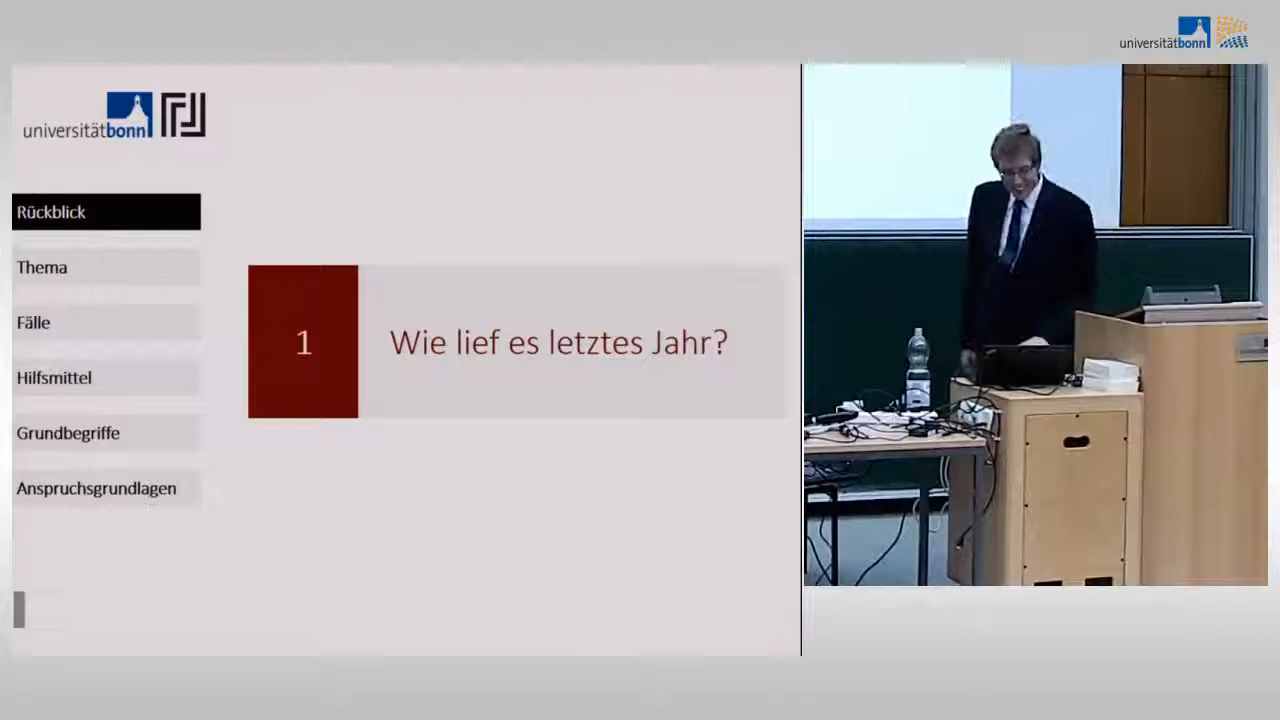 universitätbonn
universitätbonn
Rückblick
Thema
Fälle
Hilfsmittel
Grundbegriffe
Anspruchsgrundlagen
1
Wie lief es letztes Jahr?